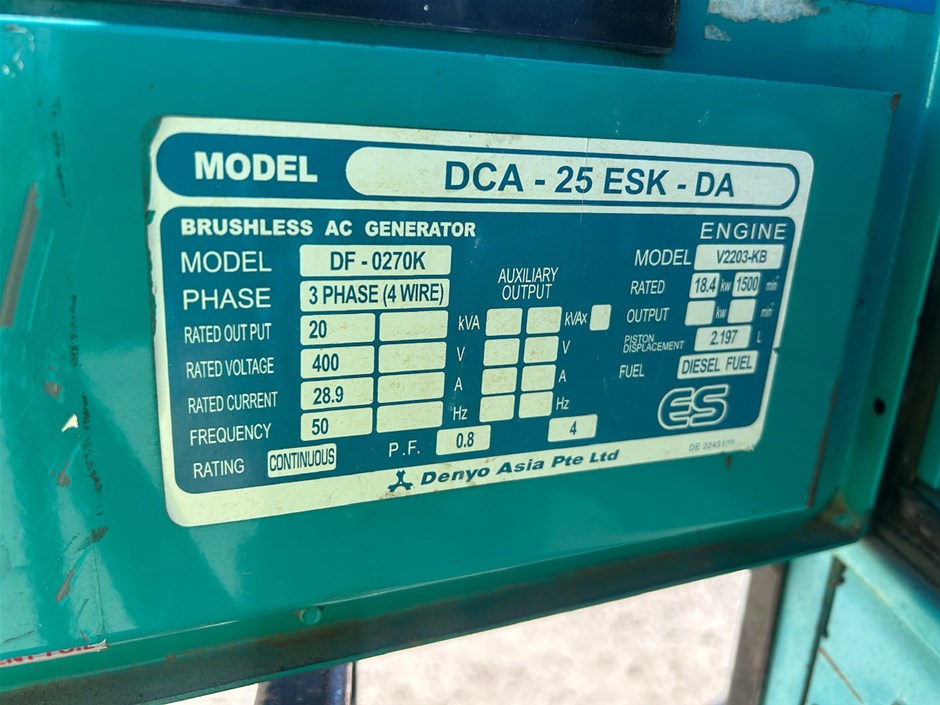 MODEL DCA - 25 ESK - DA
BRUSHLESS AC GENERATOR
MODEL DF - 0270K
PHASE 3 PHASE (4 WIRE)
AUXILIARY
OUTPUT
RATED OUT PUT 20 kVA kVAx
RATED VOLTAGE 400 V V
RATED CURRENT 28.9 A A
FREQUENCY 50 Hz Hz
RATING CONTINUOUS P.F. 0.8 4
ENGINE
MODEL V2203-KB
RATED 18.4 kw 1500 min
OUTPUT kw min
PISTON
DISPLACEMENT 2.197 L
FUEL DIESEL FUEL
ES
Denyo Asia Pte Ltd